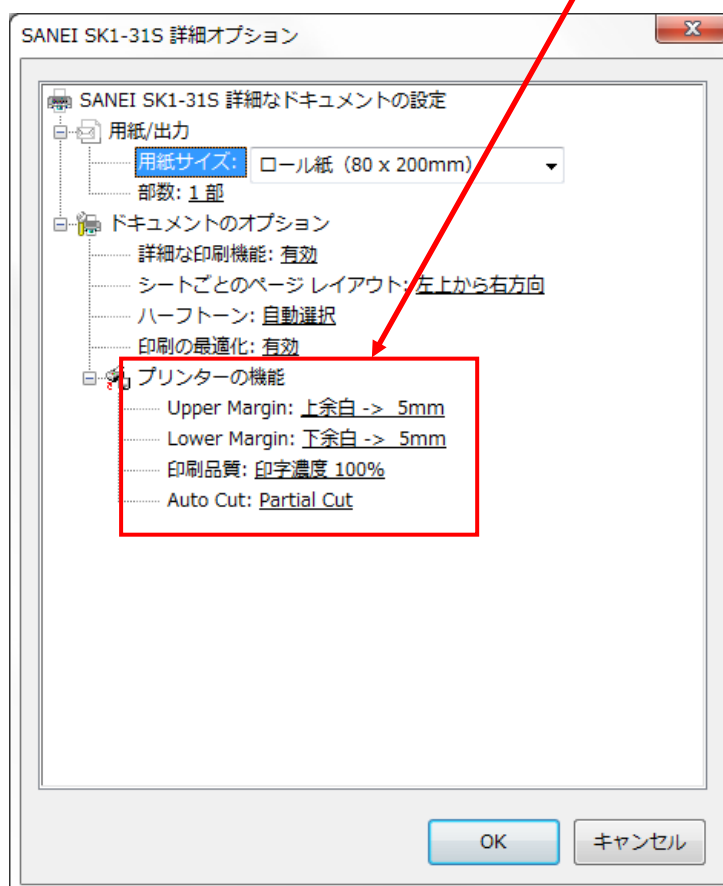 SANEI SK1-31S 詳細オプション
SANEI SK1-31S 詳細なドキュメントの設定
用紙/出力
用紙サイズ: ロール紙（80 x 200mm）
部数: 1 部
ドキュメントのオプション
詳細な印刷機能: 有効
シートごとのページ レイアウト: 左上から右方向
ハーフトーン: 自動選択
印刷の最適化: 有効
プリンターの機能
Upper Margin: 上余白 -> 5mm
Lower Margin: 下余白 -> 5mm
印刷品質: 印字濃度 100%
Auto Cut: Partial Cut
OK キャンセル